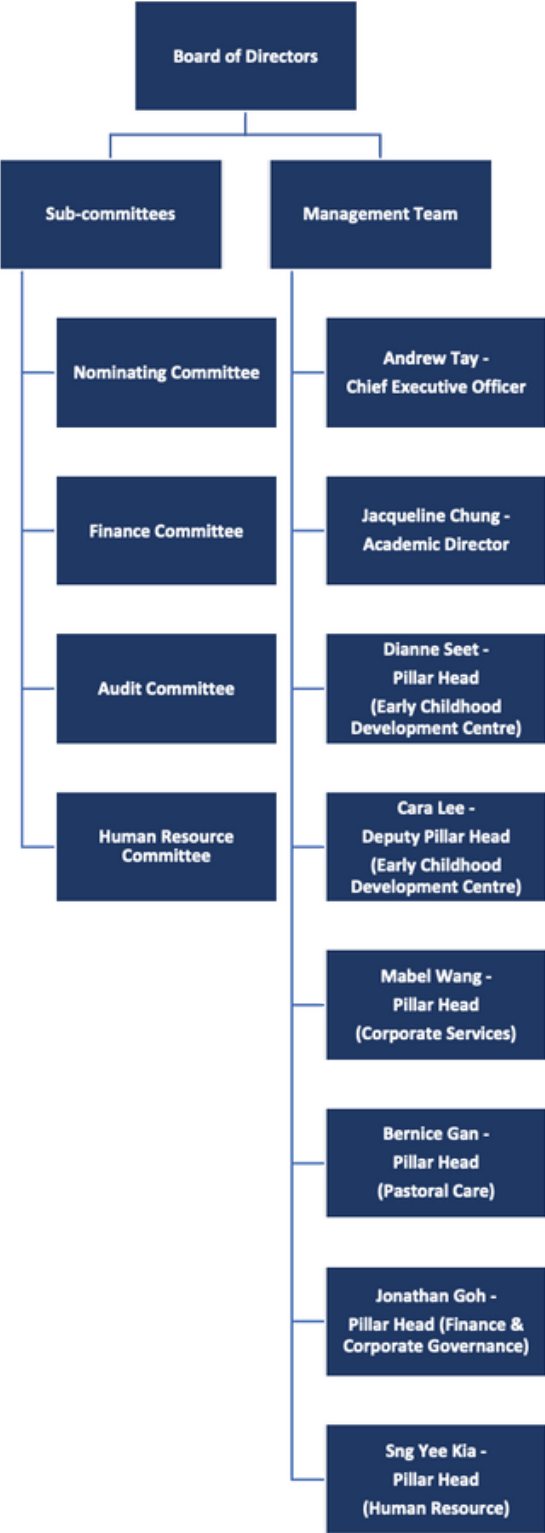 Board of Directors
Sub-committees
Management Team
Nominating Committee
Finance Committee
Audit Committee
Human Resource
Committee
Andrew Tay -
Chief Executive Officer
Jacqueline Chung -
Academic Director
Dianne Seet -
Pillar Head
(Early Childhood
Development Centre)
Cara Lee -
Deputy Pillar Head
(Early Childhood
Development Centre)
Mabel Wang -
Pillar Head
(Corporate Services)
Bernice Gan -
Pillar Head
(Pastoral Care)
Jonathan Goh -
Pillar Head (Finance &
Corporate Governance)
Sng Yee Kia -
Pillar Head
(Human Resource)